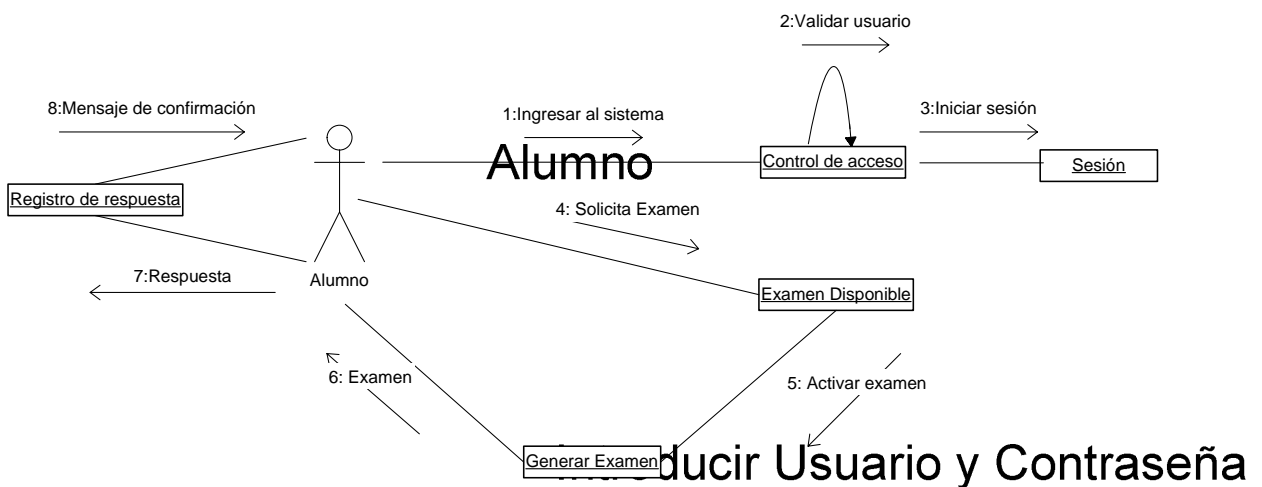 2:Validar usuario
8:Mensaje de confirmación
1:Ingresar al sistema
3:Iniciar sesión
Alumno
Control de acceso
Sesión
Registro de respuesta
4: Solicita Examen
7:Respuesta
Alumno
Examen Disponible
6: Examen
5: Activar examen
Generar Examen
Introducir Usuario y Contraseña